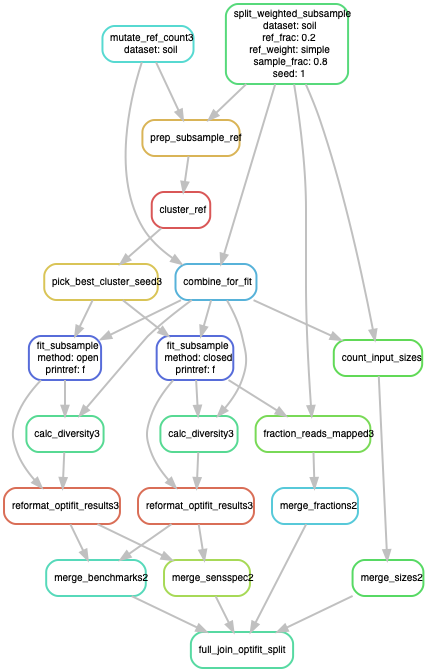 split_weighted_subsample
dataset: soil
ref_frac: 0.2
ref_weight: simple
sample_frac: 0.8
seed: 1
mutate_ref_count3
dataset: soil
prep_subsample_ref
cluster_ref
pick_best_cluster_seed3
combine_for_fit
fit_subsample
method: open
printref: f
fit_subsample
method: closed
printref: f
count_input_sizes
calc_diversity3
calc_diversity3
fraction_reads_mapped3
reformat_optifit_results3
reformat_optifit_results3
merge_fractions2
merge_benchmarks2
merge_sensspec2
merge_sizes2
full_join_optifit_split